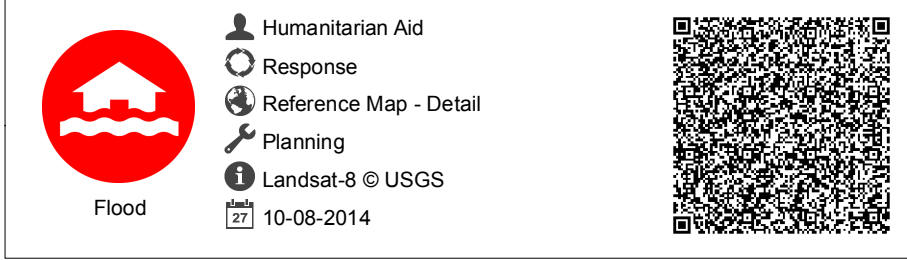 Humanitarian Aid
Response
Reference Map - Detail
Planning
Landsat-8 © USGS
27 10-08-2014
Flood